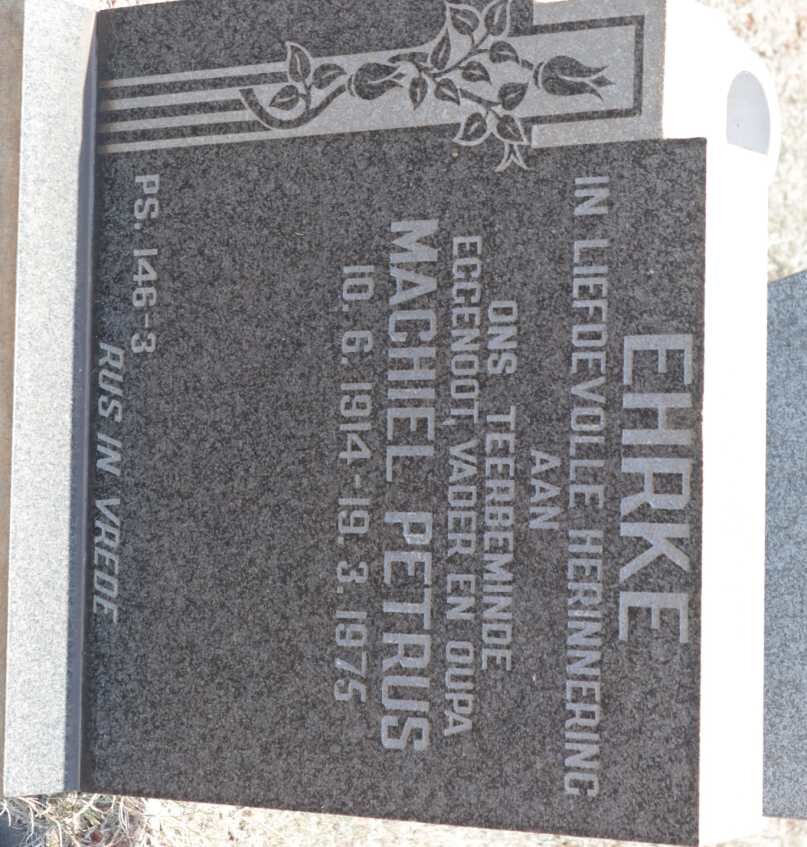 EHRKE
IN LIEFDEVOLLE HERINNERING
AAN
ONS TEERBEMINDE
EGGENOOT, VADER EN OUPA
MACHIEL PETRUS
10. 6. 1914 - 19. 3. 1975
PS. 146-3
RUS IN VREDE